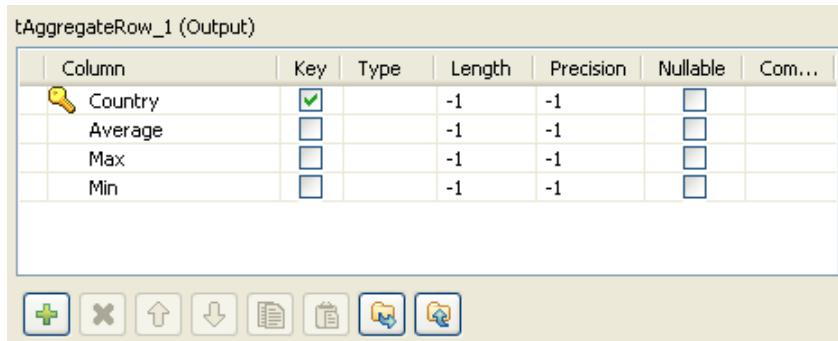 tAggregateRow_1 (Output)
Column Key Type Length Precision Nullable Com...
Country -1 -1
Average -1 -1
Max -1 -1
Min -1 -1